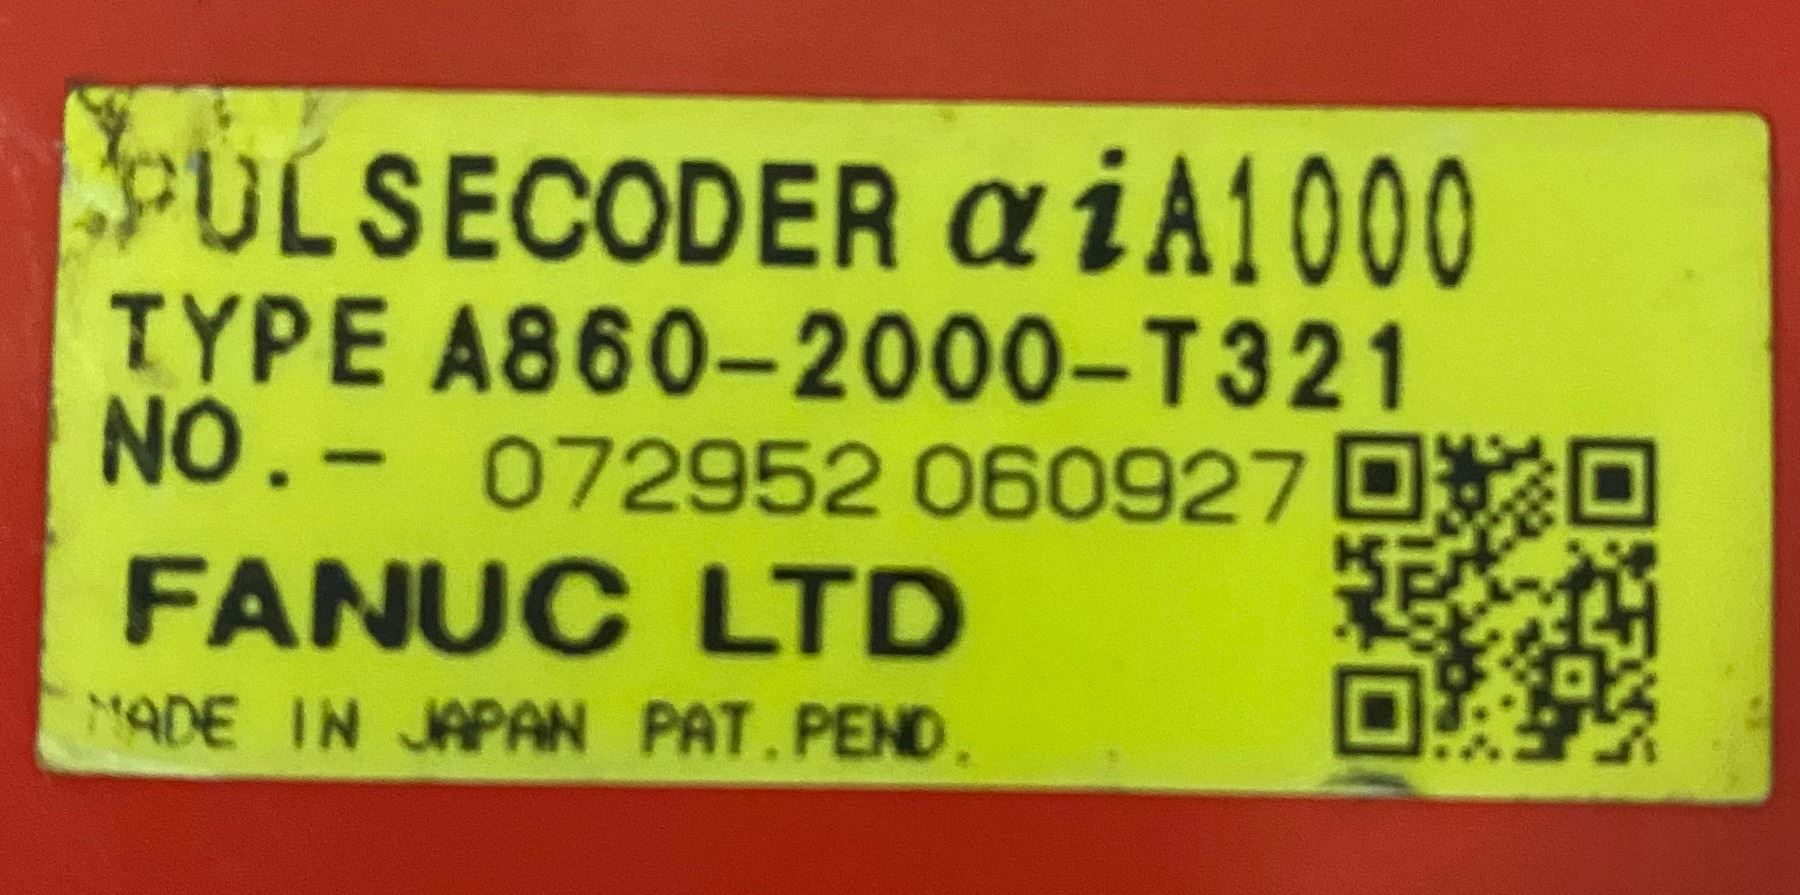 PULSECODER αiA1000
TYPE A860-2000-T321
NO.- 072952 060927
FANUC LTD
MADE IN JAPAN PAT.PEND.